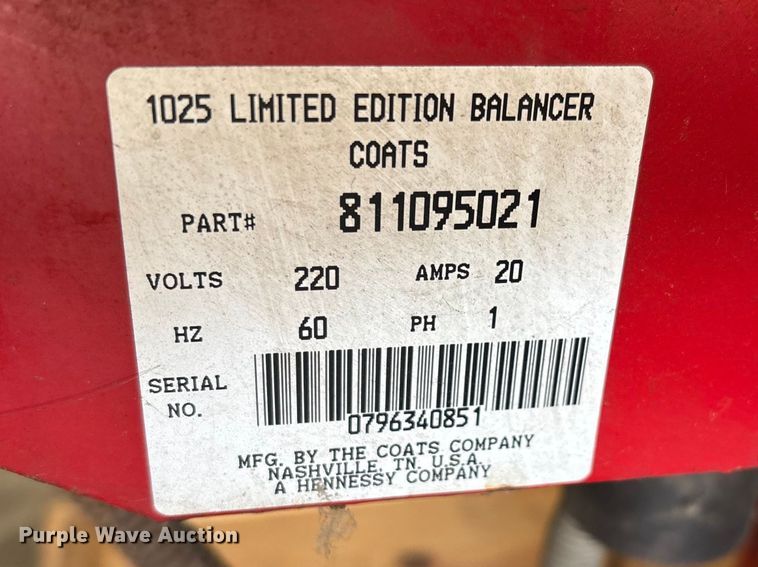 1025 LIMITED EDITION BALANCER
COATS
PART# 811095021
VOLTS 220 AMPS 20
HZ 60 PH 1
SERIAL
NO.
0796340851
MFG. BY THE COATS COMPANY
NASHVILLE, TN. U.S.A.
A HENNESSY COMPANY
Purple Wave Auction